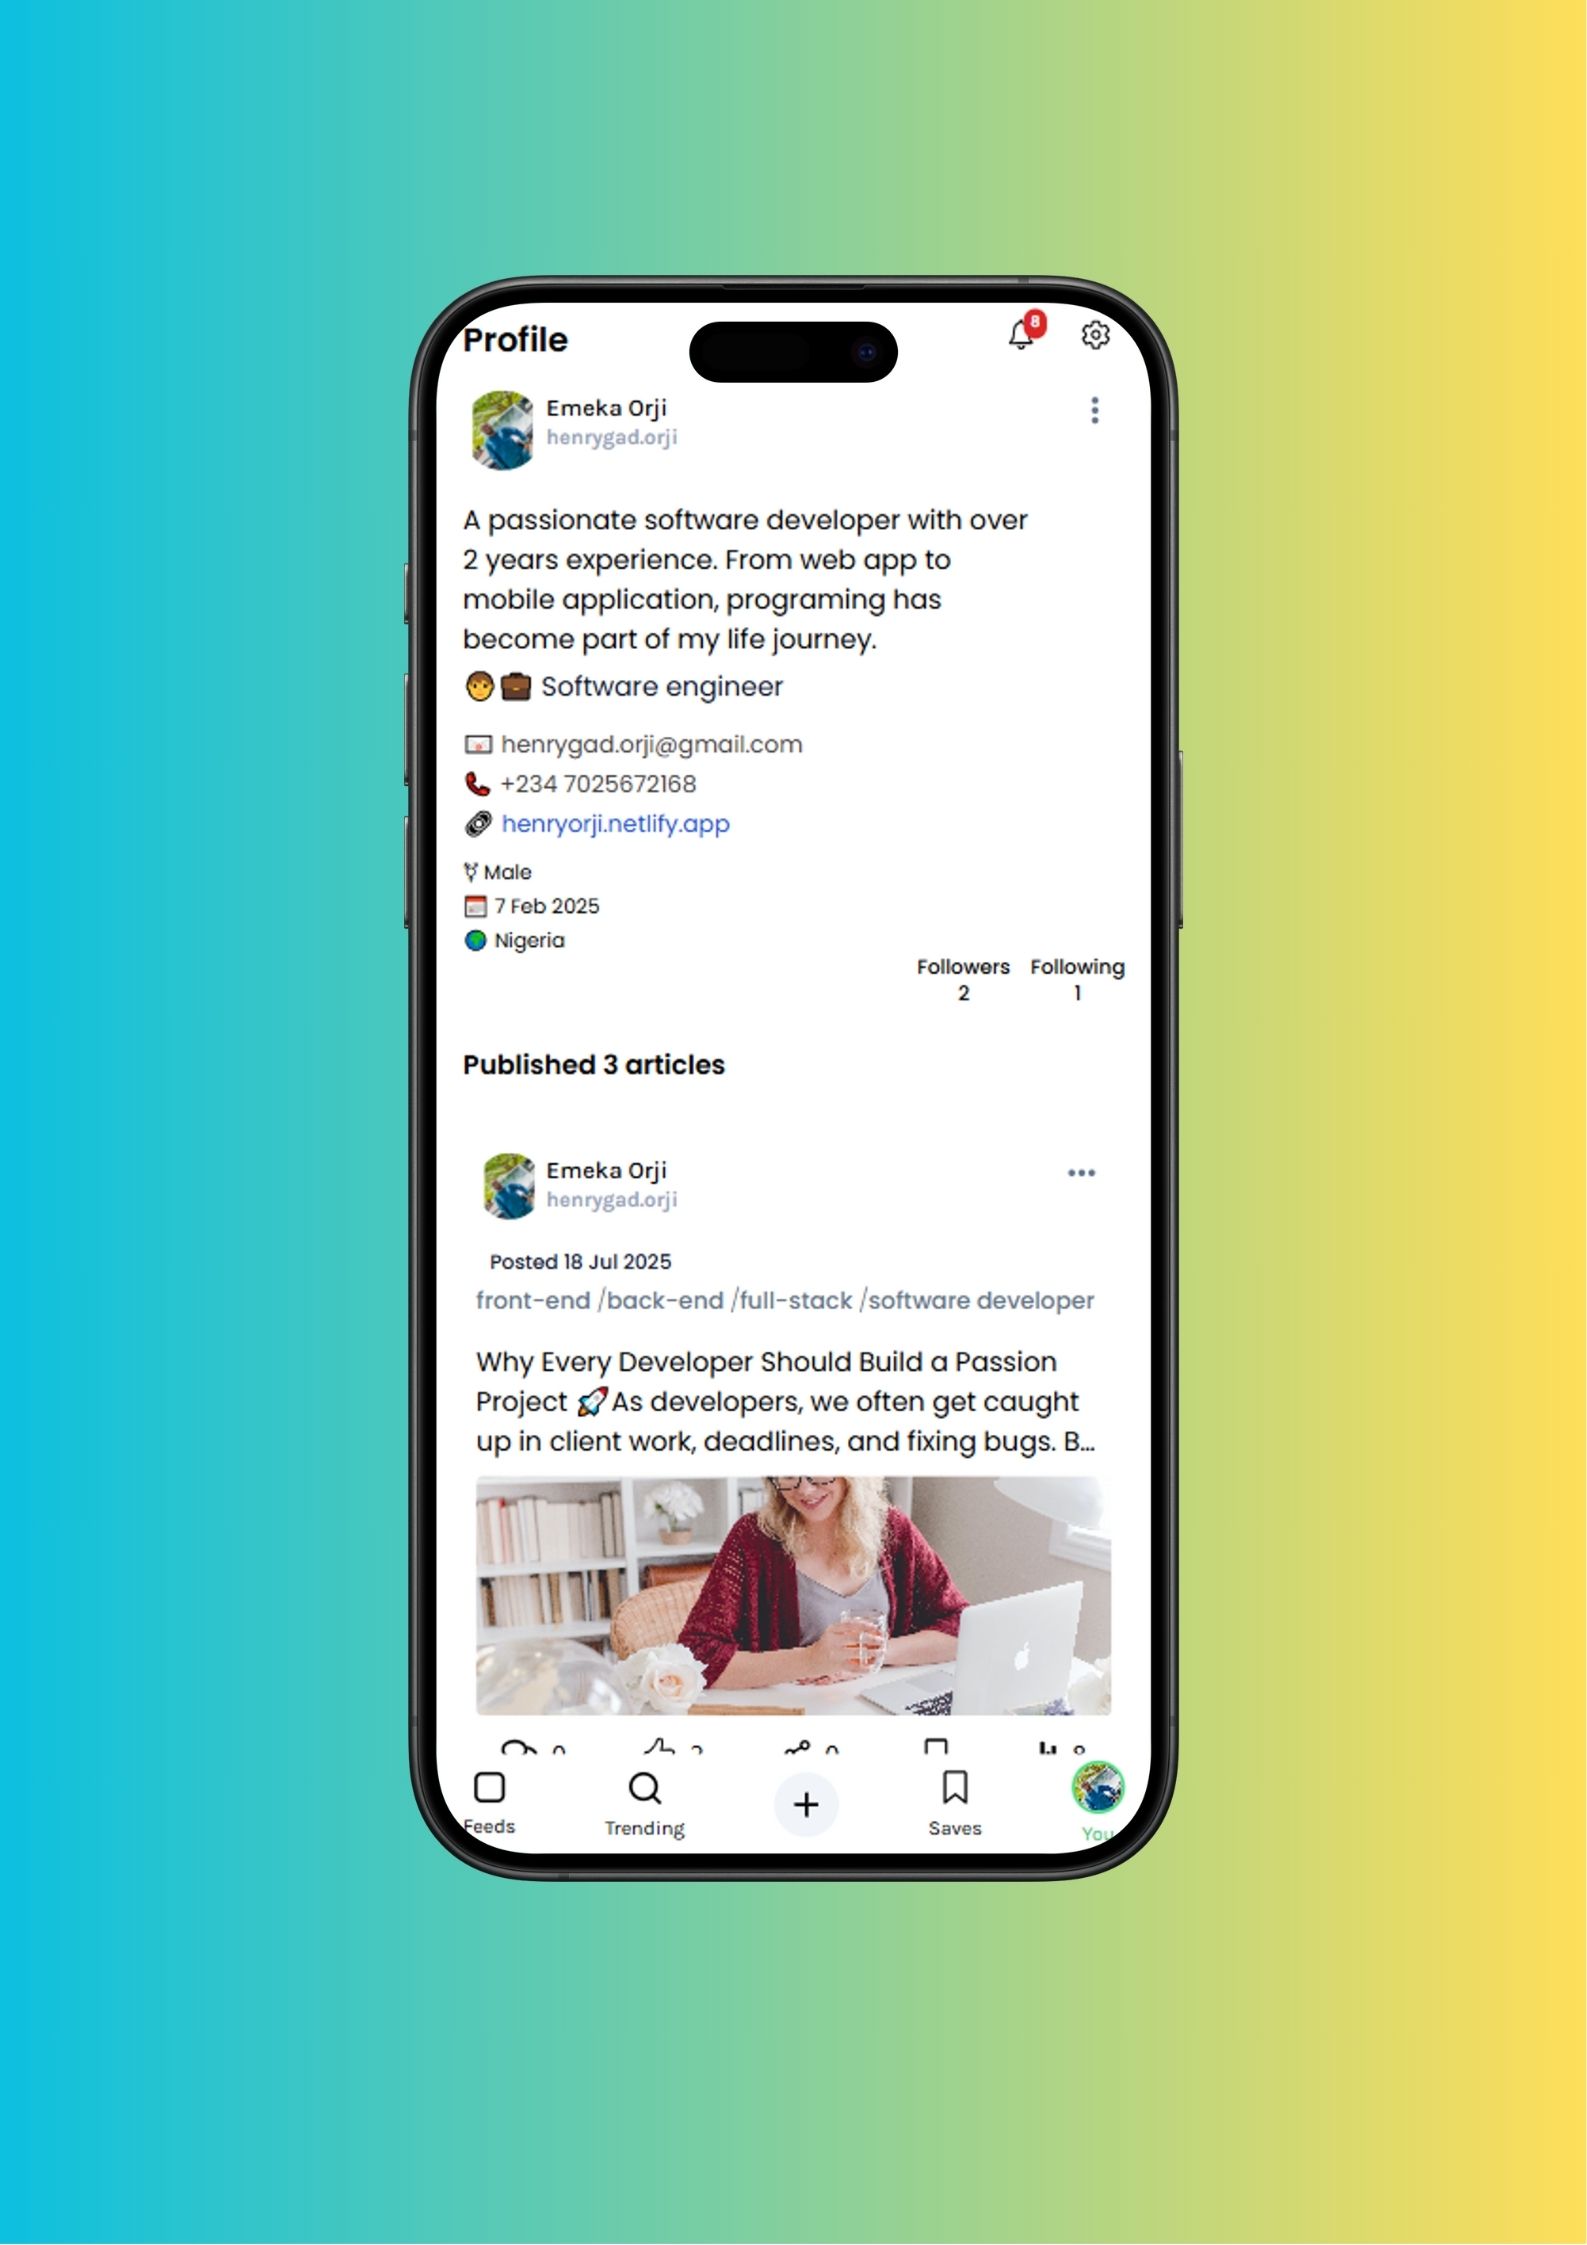 Profile
8
Emeka Orji
henrygad.orji
A passionate software developer with over
2 years experience. From web app to
mobile application, programing has
become part of my life journey.
Software engineer
henrygad.orji@gmail.com
+234 7025672168
henryorji.netlify.app
Male
7 Feb 2025
Nigeria
Followers Following
2 1
Published 3 articles
Emeka Orji
henrygad.orji
Posted 18 Jul 2025
front-end /back-end /full-stack /software developer
Why Every Developer Should Build a Passion
Project 🚀As developers, we often get caught
up in client work, deadlines, and fixing bugs. B...
Feeds Trending Saves You